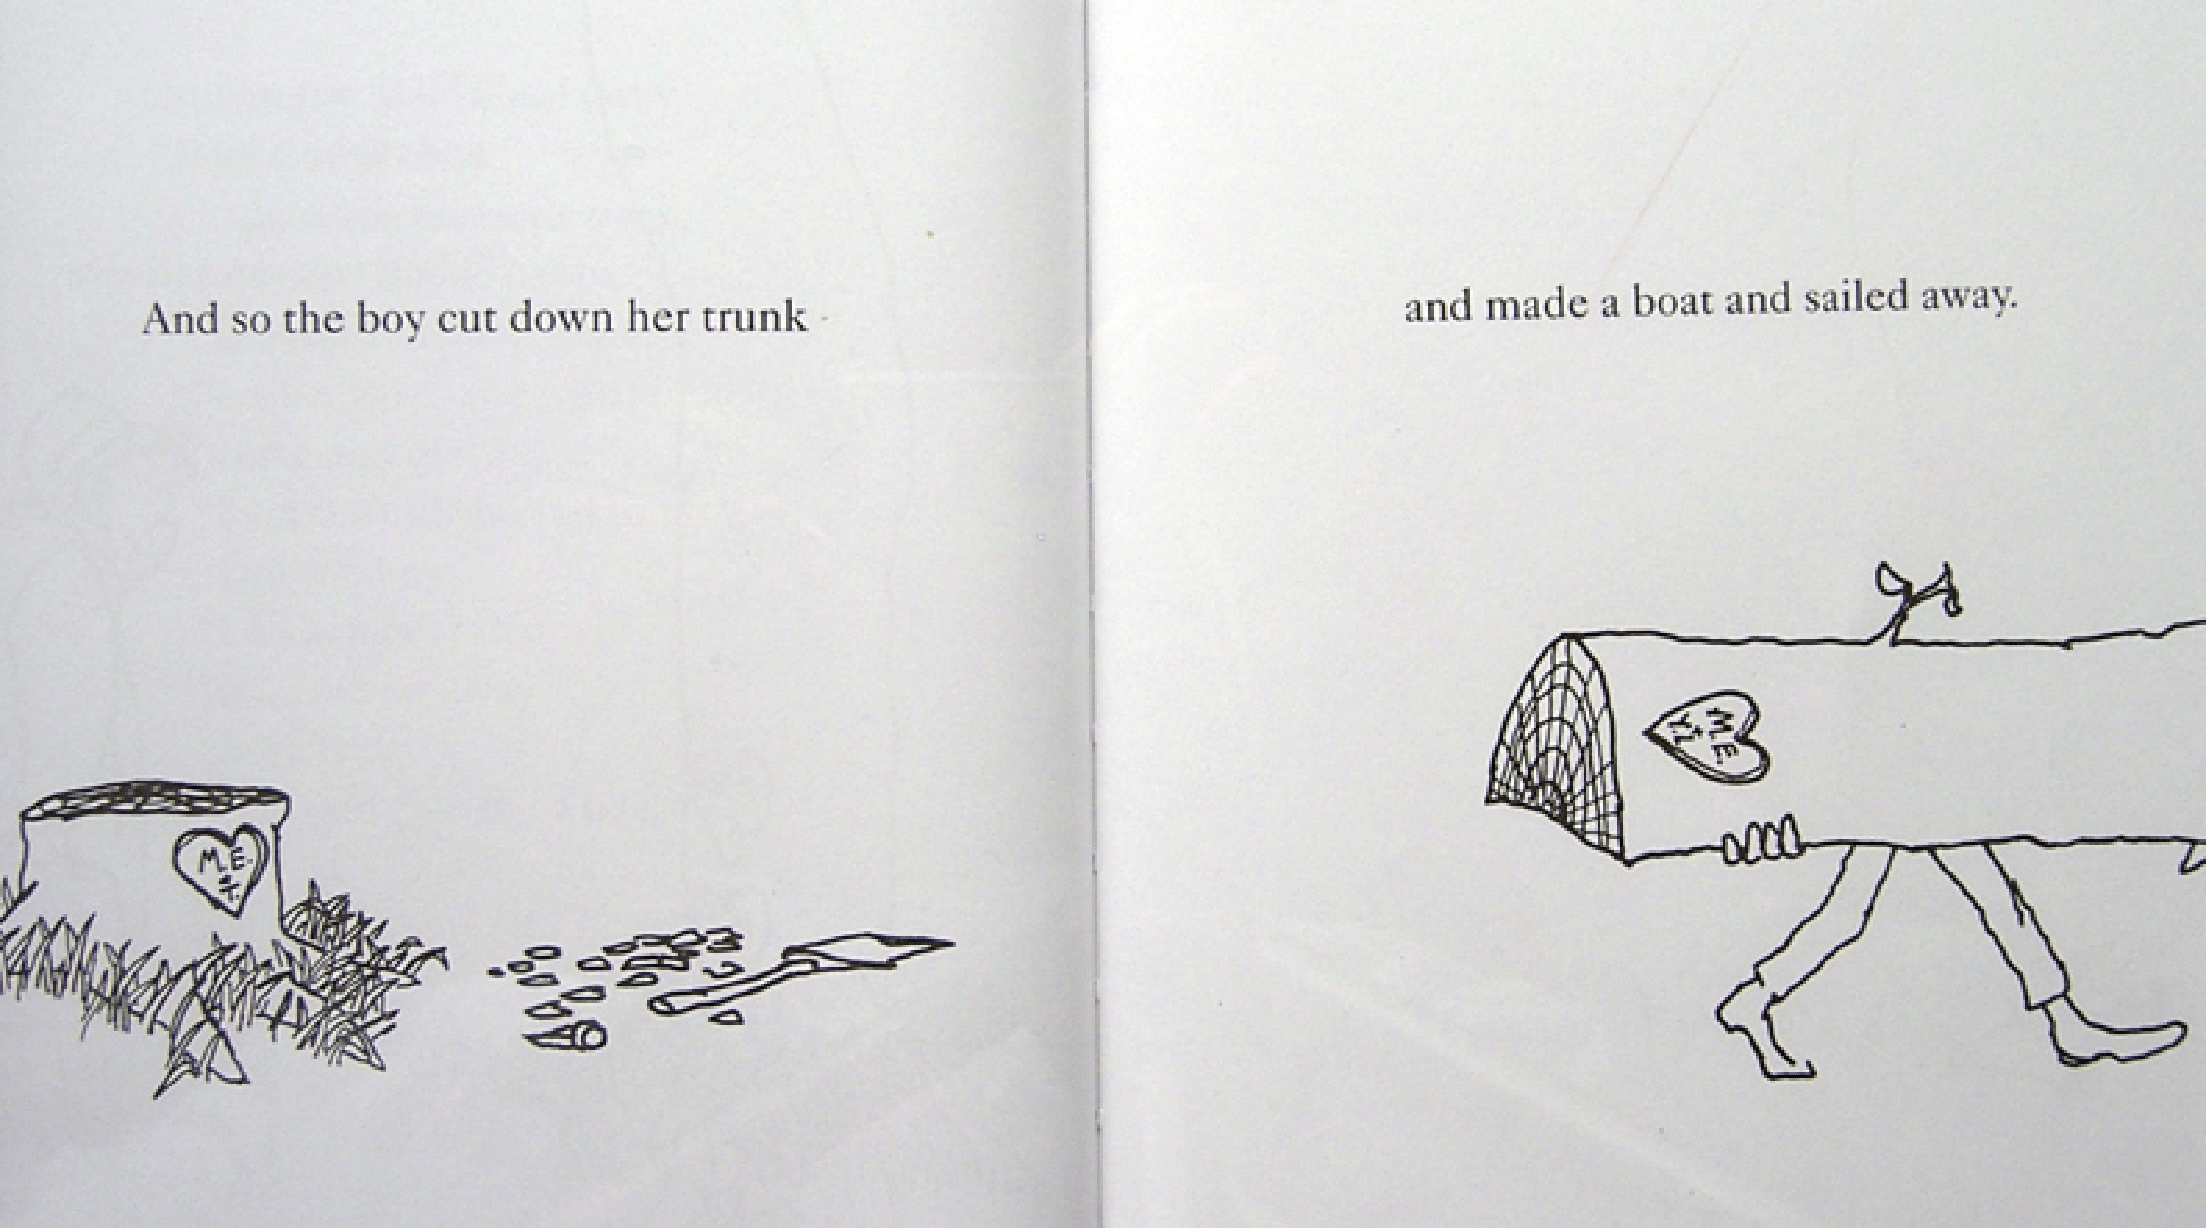 And so the boy cut down her trunk
and made a boat and sailed away.
M.E.
+
T.
M.E.
Y.L.